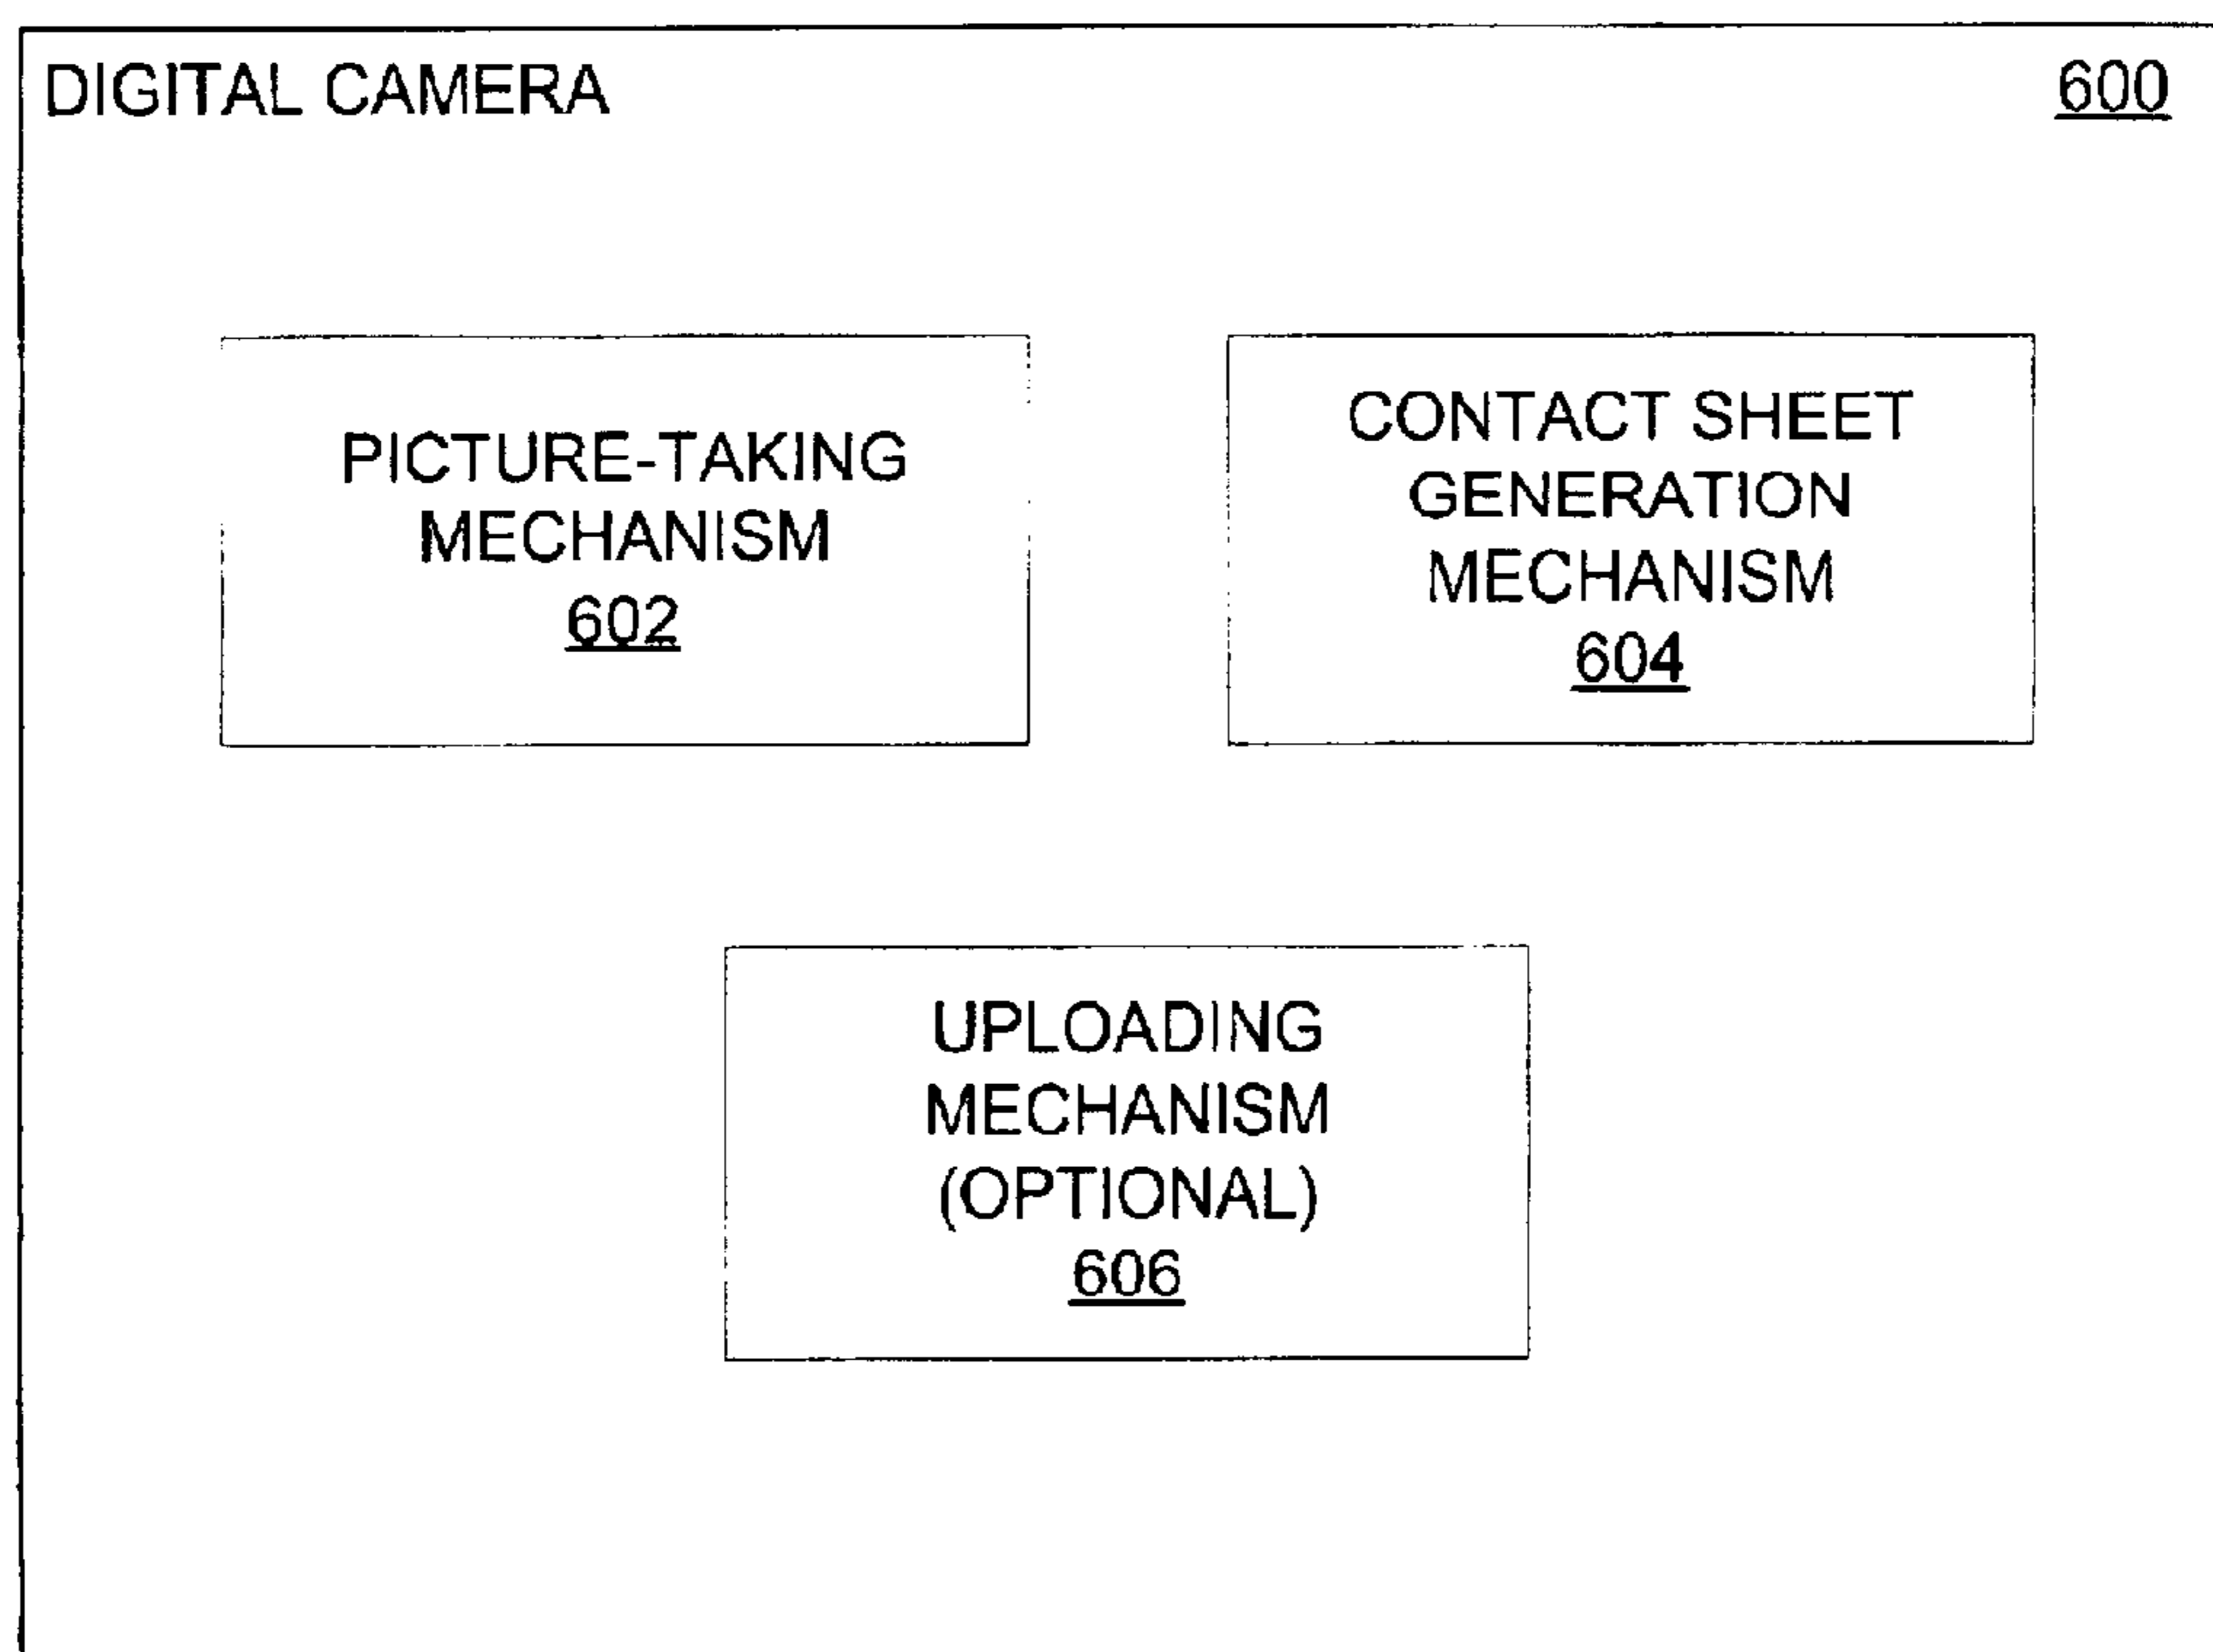 DIGITAL CAMERA 600
PICTURE-TAKING
MECHANISM
602
CONTACT SHEET
GENERATION
MECHANISM
604
UPLOADING
MECHANISM
(OPTIONAL)
606